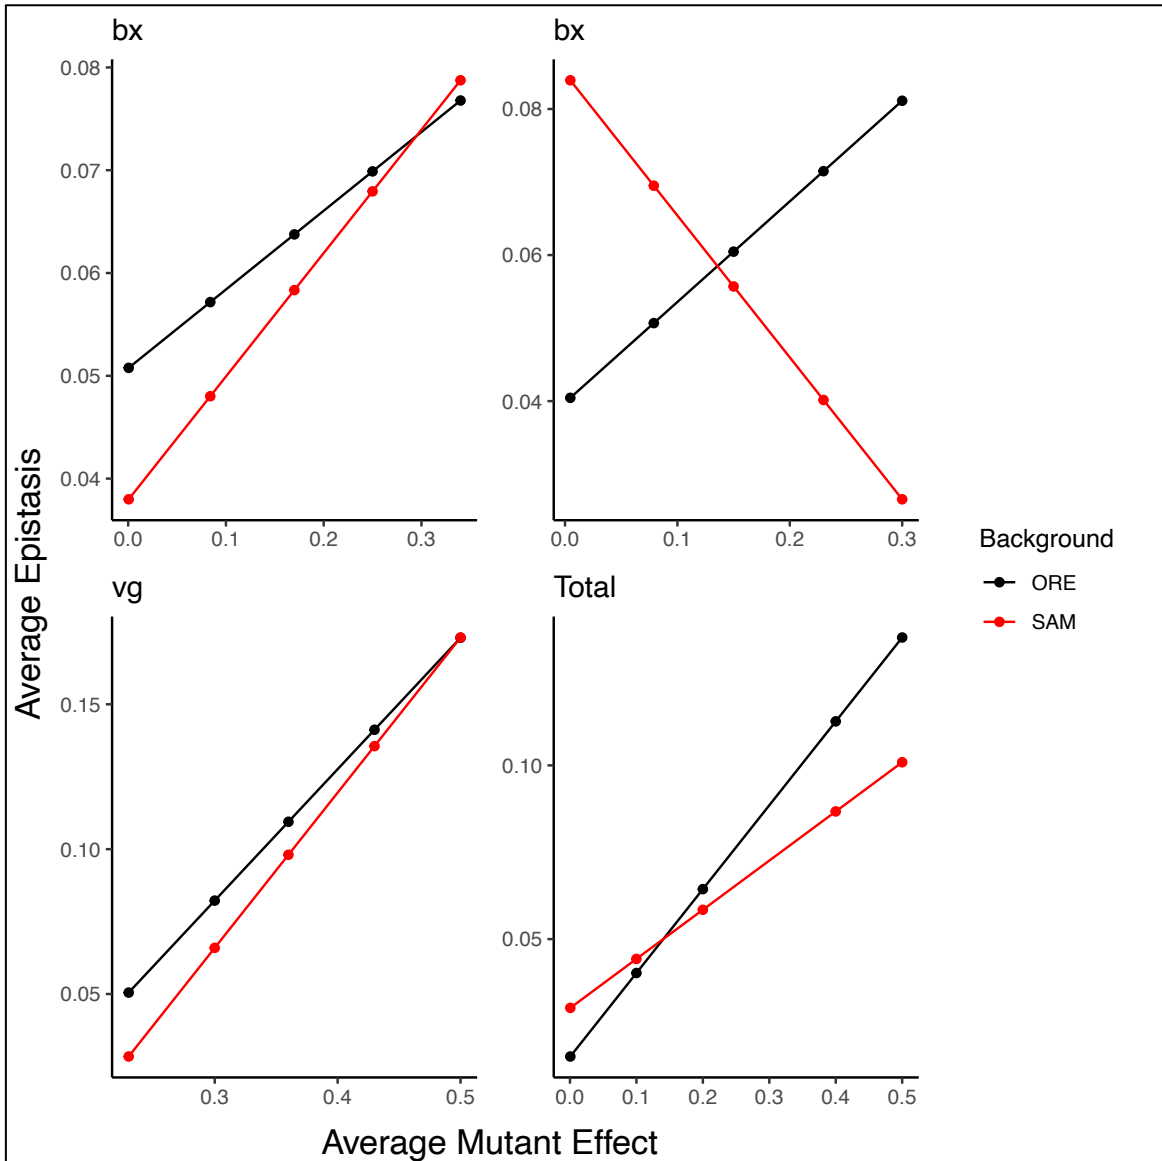 bx
0.08
0.07
0.06
0.05
0.04
0.0 0.1 0.2 0.3
bx
0.08
0.06
0.04
0.0 0.1 0.2 0.3
vg
0.15
0.10
0.05
0.3 0.4 0.5
Total
0.10
0.05
0.0 0.1 0.2 0.3 0.4 0.5
Average Epistasis
Average Mutant Effect
Background
ORE
SAM